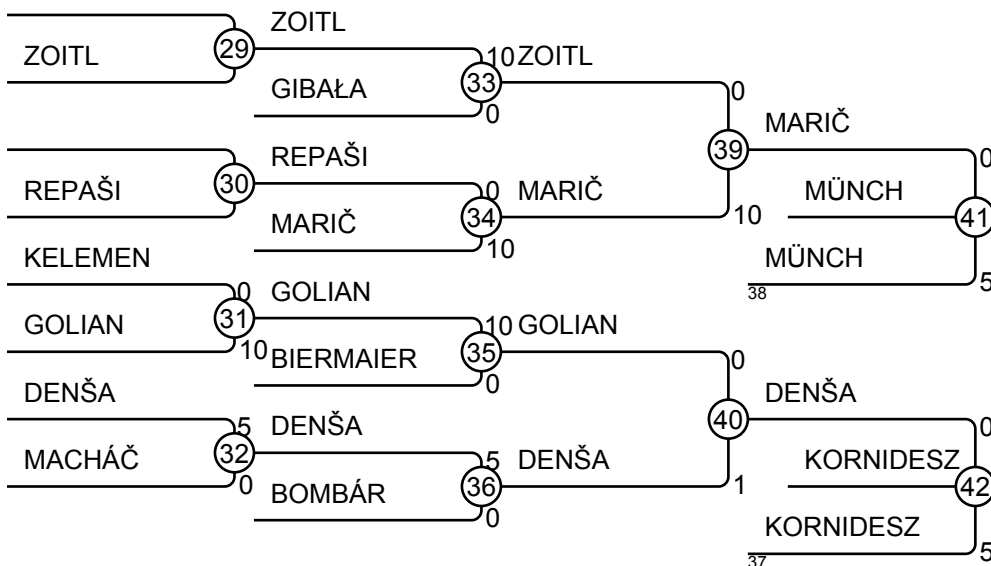 ZOITL
29
ZOITL
GIBAŁA
10
33
0
ZOITL
REPAŠI
30
REPAŠI
MARIČ
0
34
10
MARIČ
0
39
10
MARIČ
MÜNCH
MÜNCH
38
0
41
5
KELEMEN
GOLIAN
0
31
10
GOLIAN
BIERMAIER
10
35
0
GOLIAN
DENŠA
MACHÁČ
5
32
0
DENŠA
BOMBÁR
5
36
0
DENŠA
0
40
1
DENŠA
KORNIDESZ
KORNIDESZ
37
0
42
5